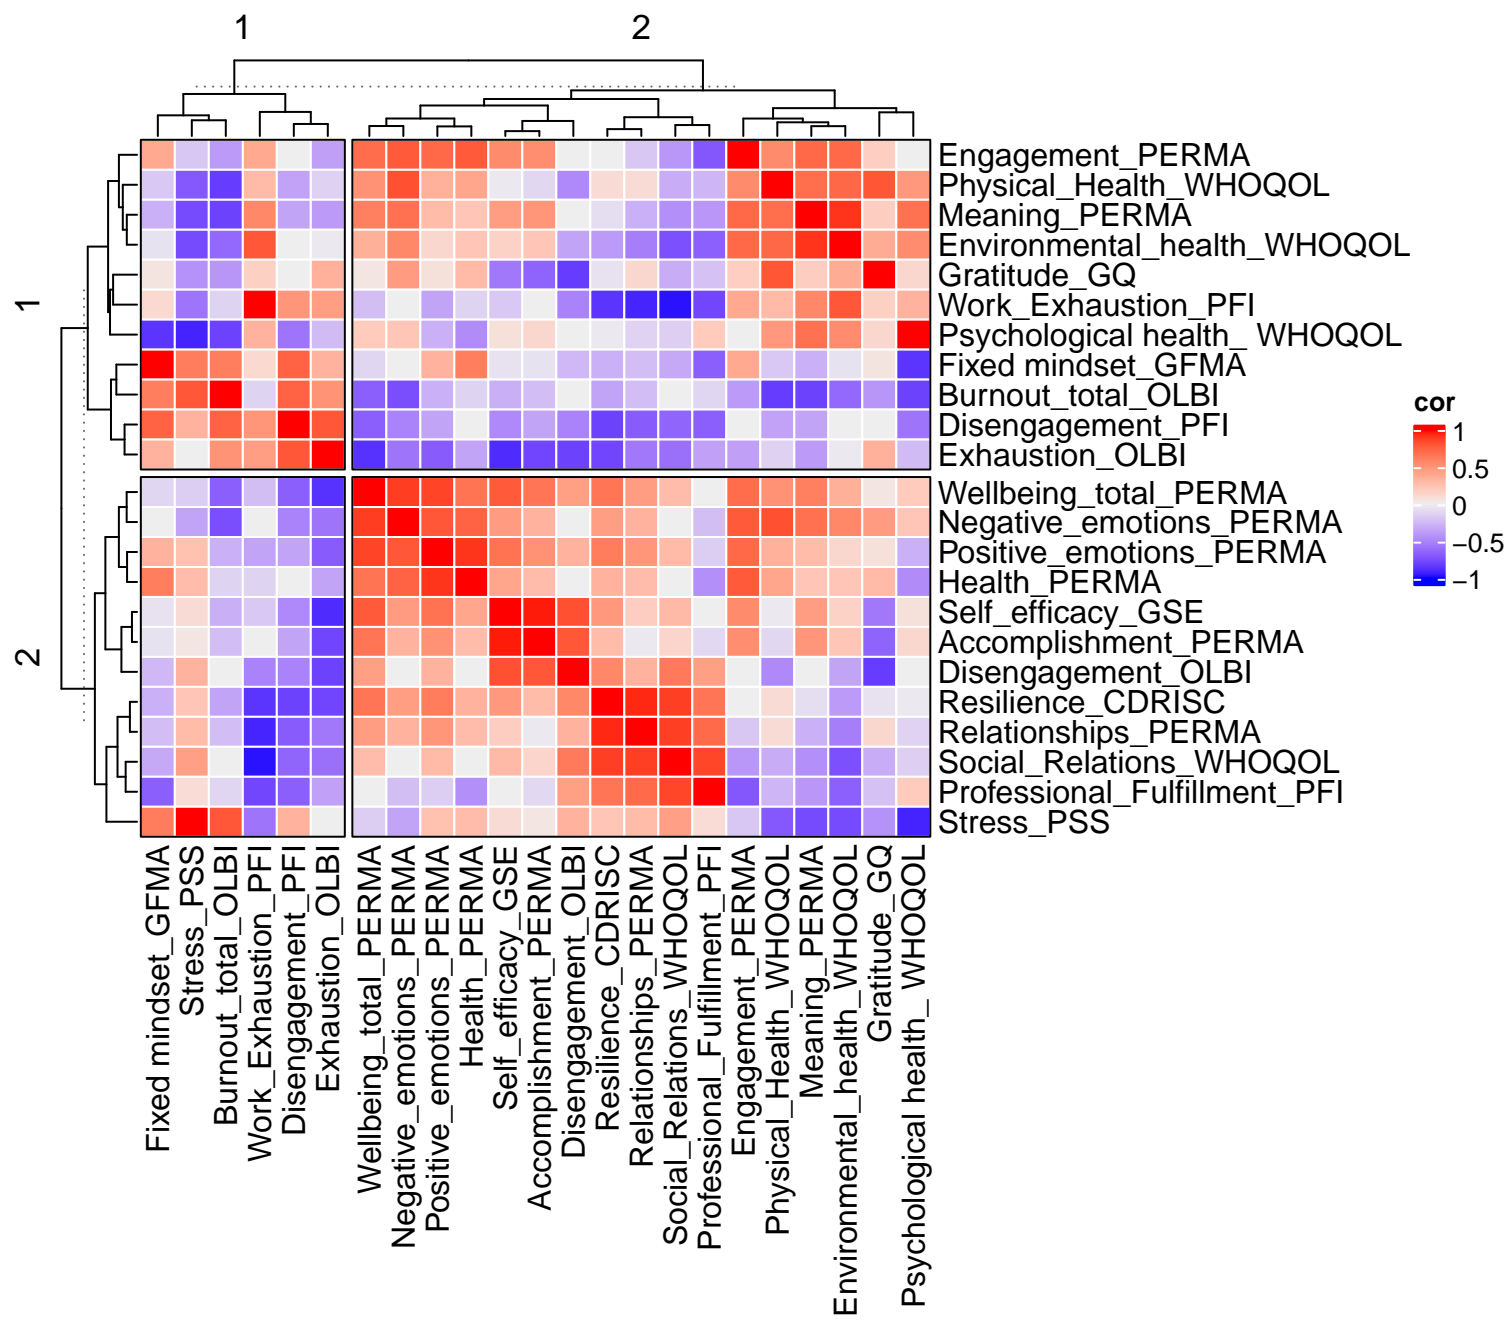 1
2
1
2
Engagement_PERMA
Physical_Health_WHOQOL
Meaning_PERMA
Environmental_health_WHOQOL
Gratitude_GQ
Work_Exhaustion_PFI
Psychological health_ WHOQOL
Fixed mindset_GFMA
Burnout_total_OLBI
Disengagement_PFI
Exhaustion_OLBI
Wellbeing_total_PERMA
Negative_emotions_PERMA
Positive_emotions_PERMA
Health_PERMA
Self_efficacy_GSE
Accomplishment_PERMA
Disengagement_OLBI
Resilience_CDRISC
Relationships_PERMA
Social_Relations_WHOQOL
Professional_Fulfillment_PFI
Stress_PSS
cor
1
0.5
0
−0.5
−1
Fixed mindset_GFMA
Stress_PSS
Burnout_total_OLBI
Work_Exhaustion_PFI
Disengagement_PFI
Exhaustion_OLBI
Wellbeing_total_PERMA
Negative_emotions_PERMA
Positive_emotions_PERMA
Health_PERMA
Self_efficacy_GSE
Accomplishment_PERMA
Disengagement_OLBI
Resilience_CDRISC
Relationships_PERMA
Social_Relations_WHOQOL
Professional_Fulfillment_PFI
Engagement_PERMA
Physical_Health_WHOQOL
Meaning_PERMA
Environmental_health_WHOQOL
Gratitude_GQ
Psychological health_ WHOQOL